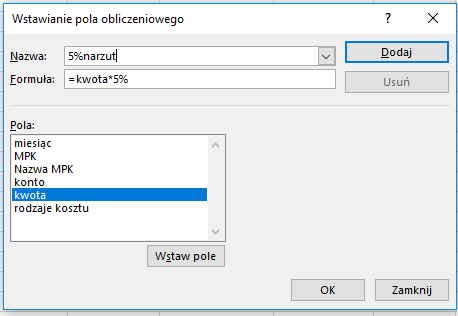 Wstawianie pola obliczeniowego ? ×
Nazwa: 5%narzut Dodaj
Formuła: =kwota*5% Usuń
Pola:
miesiąc
MPK
Nazwa MPK
konto
kwota
rodzaje kosztu
Wstaw pole
OK Zamknij